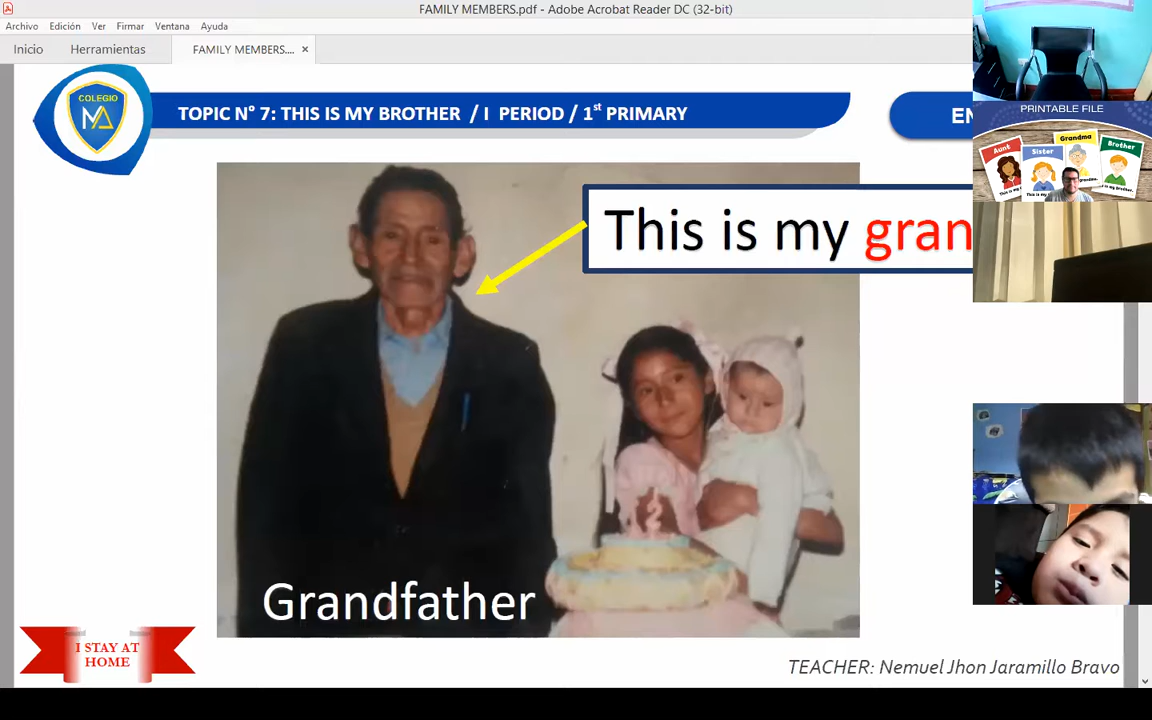 FAMILY MEMBERS.pdf - Adobe Acrobat Reader DC (32-bit)
Archivo Edición Ver Firmar Ventana Ayuda
Inicio Herramientas FAMILY MEMBERS.... ×
COLEGIO
MA
TOPIC N° 7: THIS IS MY BROTHER / I PERIOD / 1st PRIMARY
EN
PRINTABLE FILE
Aunt
Sister
Grandma
Brother
This is my gran
2
Grandfather
I STAY AT
HOME
TEACHER: Nemuel Jhon Jaramillo Bravo